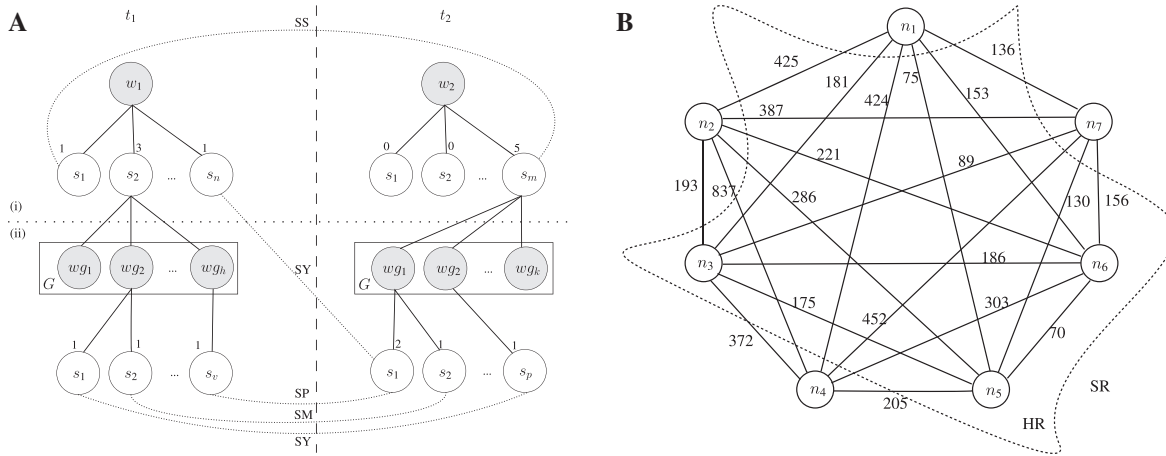 A
t1
t2
SS
w1
w2
1
3
1
0
0
5
s1
s2
...
sn
s1
s2
...
sm
(i)
(ii)
wg1
wg2
...
wgh
G
wg1
wg2
...
wgk
G
SY
1
1
1
2
1
1
s1
s2
...
sv
s1
s2
...
sp
SP
SM
SY
B
n1
425
181
424
75
153
136
n2
387
n7
221
89
193
837
286
130
156
n3
186
n6
175
303
372
452
70
n4
205
n5
SR
HR